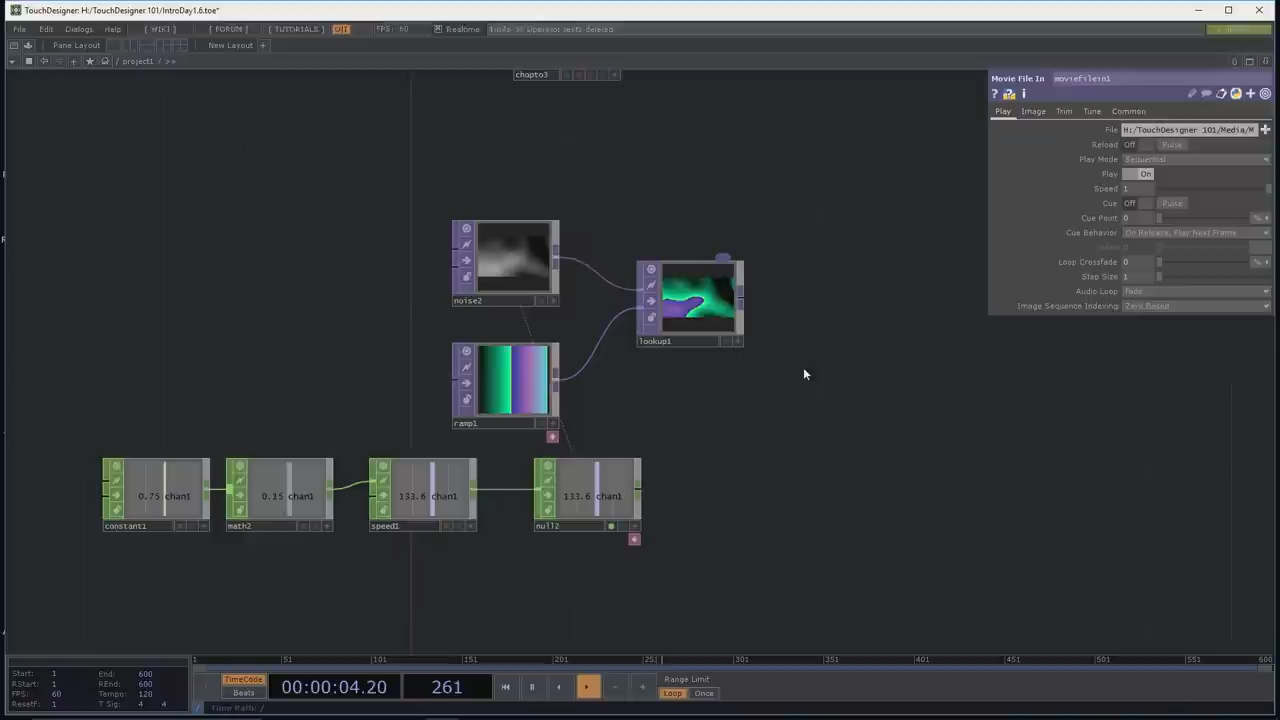 TouchDesigner: H:/TouchDesigner 101/IntroDay1.6.toe*
File Edit Dialogs Help [ WIKI ] [ FORUM ] [ TUTORIALS ] OII FPS: 60 Realtime
Pane Layout New Layout +
/ project1 / >>
chopto3
Movie File In moviefilein1
? i
Play Image Trim Tune Common
File H:/TouchDesigner 101/Media/M
Reload Off Pulse
Play Mode Sequential
Play On
Speed 1
Cue Off Pulse
Cue Point 0
Cue Behavior On Release, Play Next Frame
Loop Crossfade 0
Step Size 1
Audio Loop Fade
Image Sequence Indexing Zero Based
noise2
lookup1
ramp1
0.75 chan1
0.15 chan1
133.6 chan1
133.6 chan1
constant1
math2
speed1
null2
1 51 101 201 251 301 351 401 451 501 551 600
Start: 1 End: 600
RStart: 1 REnd: 600
FPS: 60 Tempo: 120
ResetF: 1 T Sig: 4 4
TimeCode
Beats
00:00:04.20
261
Range Limit
Loop Once
/ Time Path: /